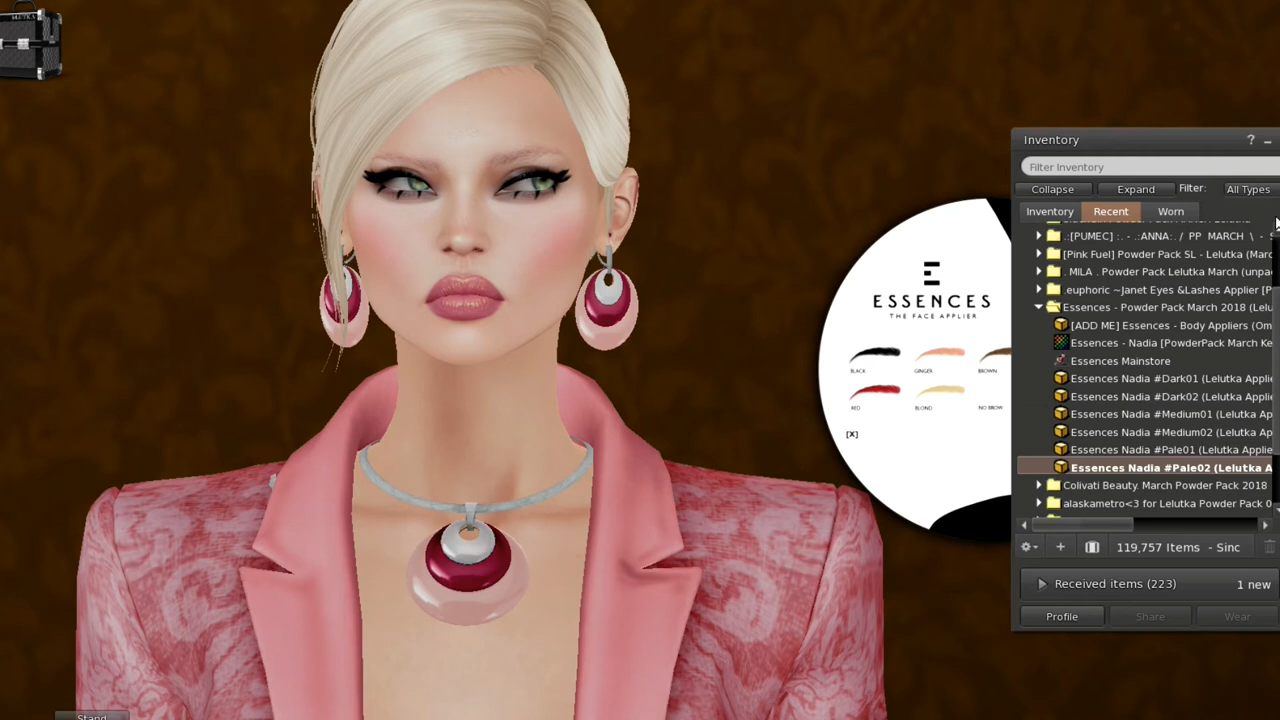 LELUTKA
Inventory
?
Filter Inventory
Collapse Expand Filter: All Types
Inventory Recent Worn
.:[PUMEC] :. - .:ANNA:. / PP MARCH \ - S
[Pink Fuel] Powder Pack SL - Lelutka (Marc
. MILA . Powder Pack Lelutka March (unpa
.euphoric ~Janet Eyes &Lashes Applier [P
Essences - Powder Pack March 2018 (Lelu
[ADD ME] Essences - Body Appliers (Om
Essences - Nadia [PowderPack March Ke
Essences Mainstore
Essences Nadia #Dark01 (Lelutka Applie
Essences Nadia #Dark02 (Lelutka Applie
Essences Nadia #Medium01 (Lelutka Ap
Essences Nadia #Medium02 (Lelutka Ap
Essences Nadia #Pale01 (Lelutka Applie
Essences Nadia #Pale02 (Lelutka A
Colivati Beauty. March Powder Pack 2018
alaskametro<3 for Lelutka Powder Pack 0
119,757 Items - Sinc
Received items (223) 1 new
Profile Share Wear
E
ESSENCES
THE FACE APPLIER
BLACK GINGER BROWN
RED BLOND NO BROW
[X]
Stand